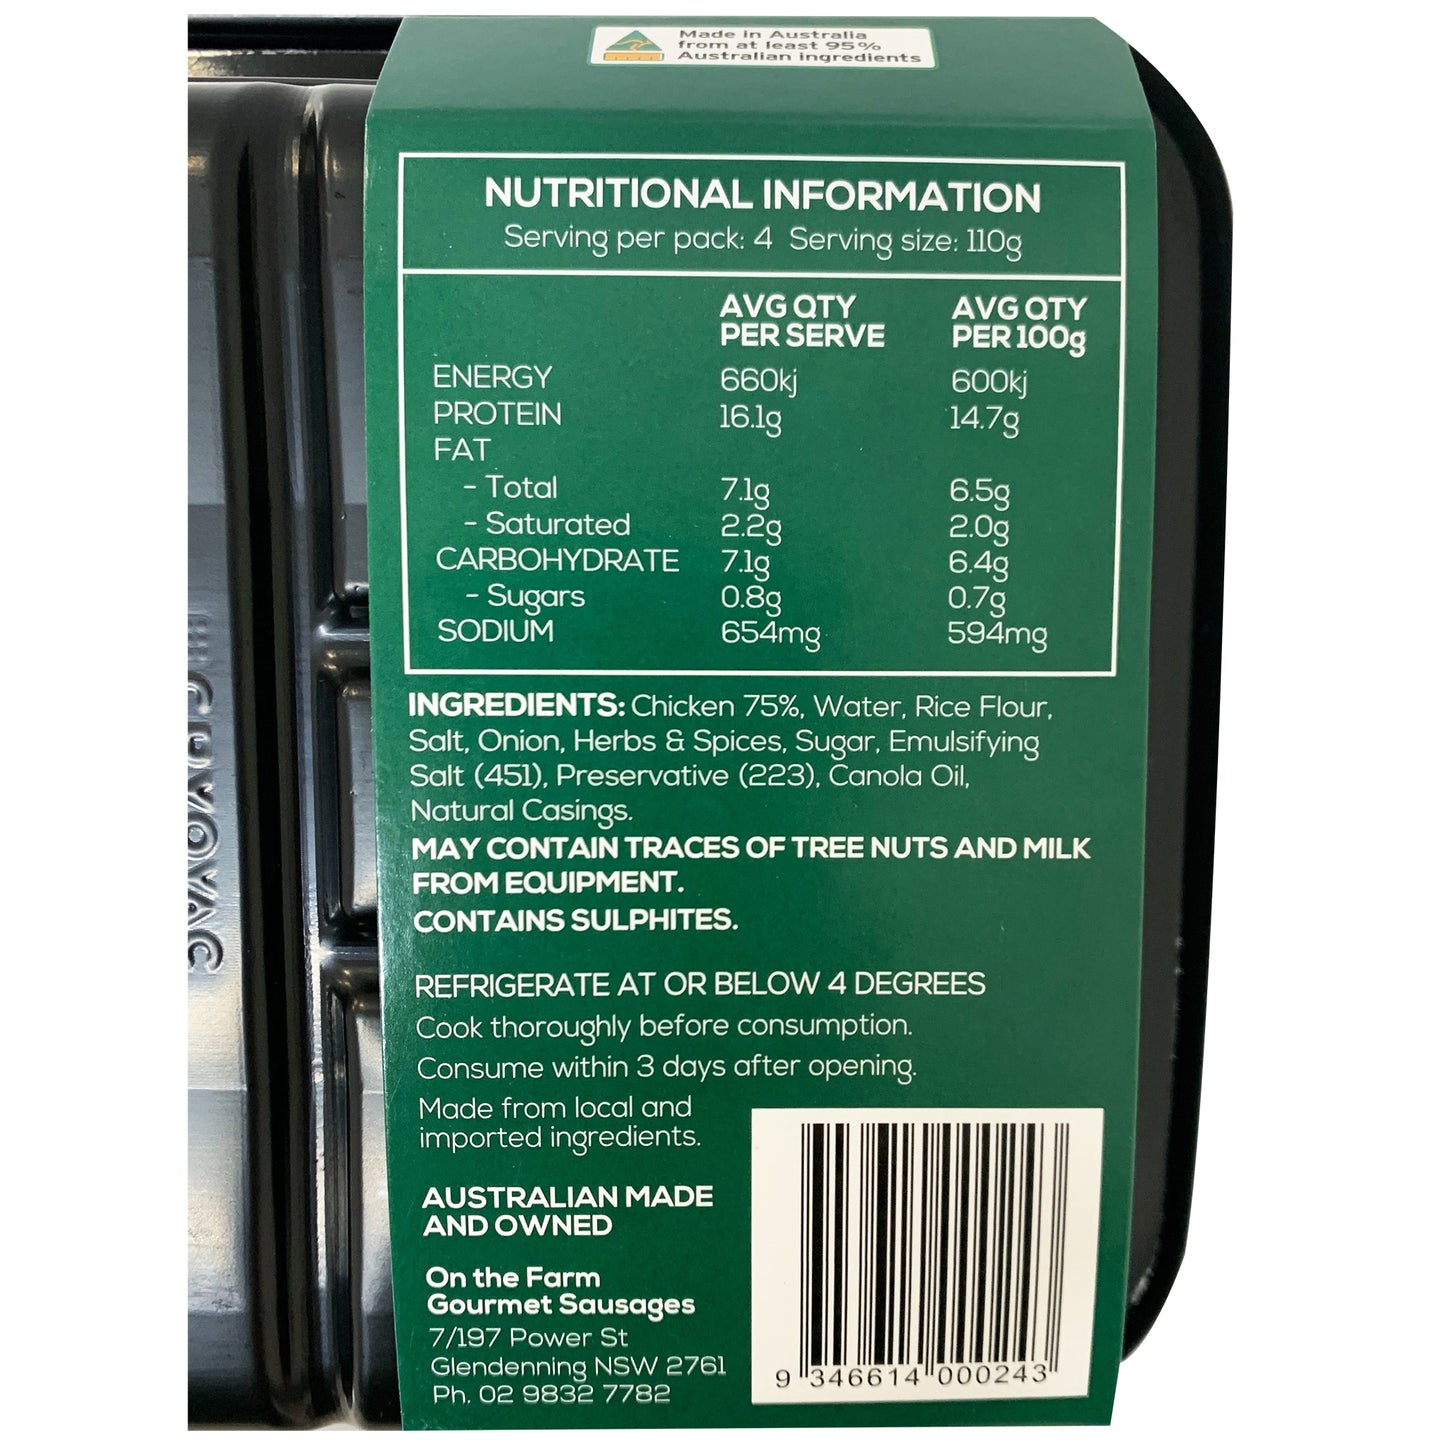 Made in Australia
from at least 95%
Australian ingredients
NUTRITIONAL INFORMATION
Serving per pack: 4 Serving size: 110g
AVG QTY PER SERVE AVG QTY PER 100g
ENERGY 660kj 600kj
PROTEIN 16.1g 14.7g
FAT
- Total 7.1g 6.5g
- Saturated 2.2g 2.0g
CARBOHYDRATE 7.1g 6.4g
- Sugars 0.8g 0.7g
SODIUM 654mg 594mg
INGREDIENTS: Chicken 75%, Water, Rice Flour,
Salt, Onion, Herbs & Spices, Sugar, Emulsifying
Salt (451), Preservative (223), Canola Oil,
Natural Casings.
MAY CONTAIN TRACES OF TREE NUTS AND MILK
FROM EQUIPMENT.
CONTAINS SULPHITES.
REFRIGERATE AT OR BELOW 4 DEGREES
Cook thoroughly before consumption.
Consume within 3 days after opening.
Made from local and
imported ingredients.
AUSTRALIAN MADE
AND OWNED
On the Farm
Gourmet Sausages
7/197 Power St
Glendenning NSW 2761
Ph. 02 9832 7782
9 346614 000243
CRYOVAC